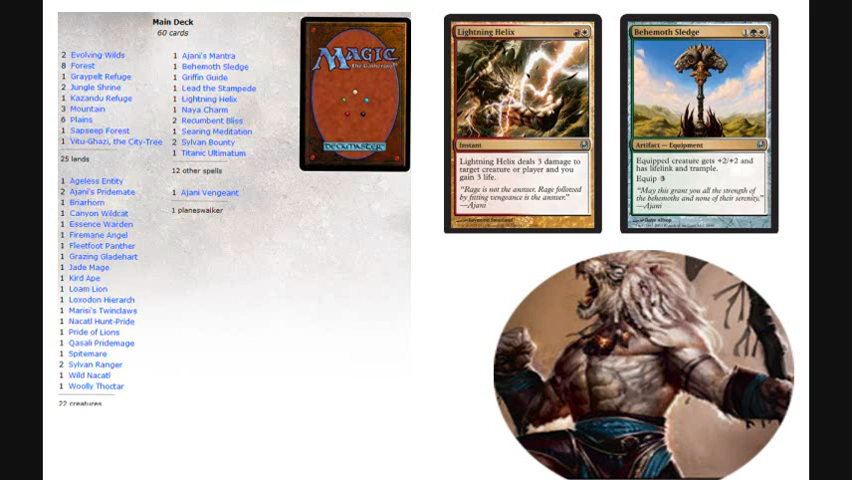 Main Deck
60 cards
2 Evolving Wilds
8 Forest
1 Graypelt Refuge
2 Jungle Shrine
1 Kazandu Refuge
3 Mountain
6 Plains
1 Sapseep Forest
1 Vitu-Ghazi, the City-Tree
25 lands
1 Ageless Entity
2 Ajani's Pridemate
1 Briarhorn
1 Canyon Wildcat
1 Essence Warden
1 Firemane Angel
1 Fleetfoot Panther
1 Grazing Gladehart
1 Jade Mage
1 Kird Ape
1 Loam Lion
1 Loxodon Hierarch
1 Marisi's Twinclaws
1 Nacatl Hunt-Pride
1 Pride of Lions
1 Qasali Pridemage
1 Spitemare
2 Sylvan Ranger
1 Wild Nacatl
1 Woolly Thoctar
22 creatures
1 Ajani's Mantra
1 Behemoth Sledge
1 Griffin Guide
1 Lead the Stampede
1 Lightning Helix
1 Naya Charm
2 Recumbent Bliss
1 Searing Meditation
2 Sylvan Bounty
1 Titanic Ultimatum
12 other spells
1 Ajani Vengeant
1 planeswalker
MAGIC
The Gathering
DECKMASTER
Lightning Helix
Instant
Lightning Helix deals 3 damage to
target creature or player and you
gain 3 life.
"Rage is not the answer. Rage followed
by fitting vengeance is the answer."
—Ajani
Behemoth Sledge
1
Artifact – Equipment
Equipped creature gets +2/+2 and
has lifelink and trample.
Equip 3
"May this grant you all the strength of
the behemoths and none of their serenity."
—Ajani